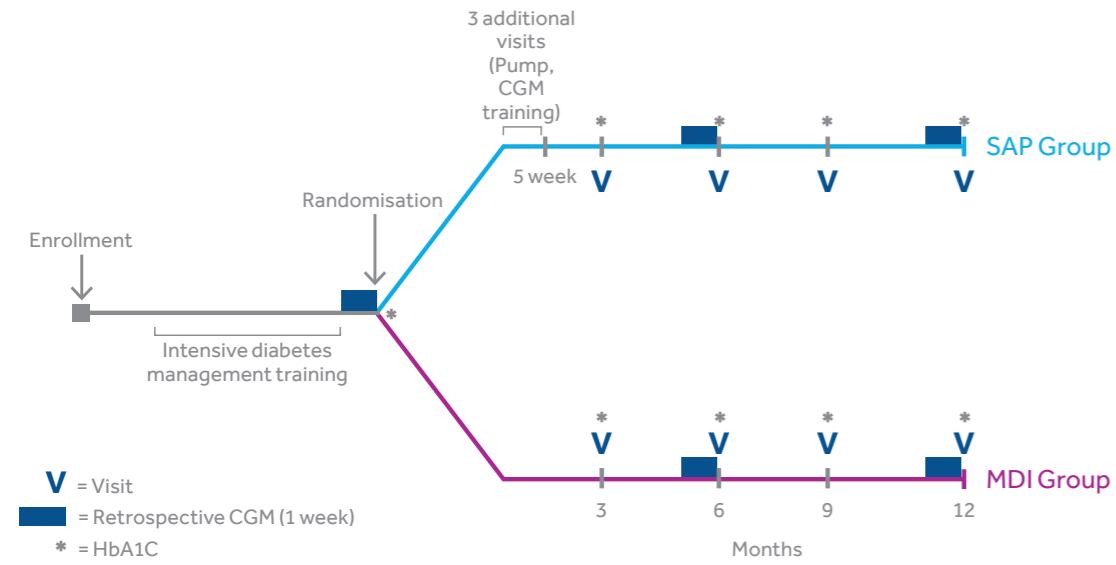 3 additional
visits
(Pump,
CGM
training)
* * * *
SAP Group
5 week
V V V V
Randomisation
Enrollment
*
Intensive diabetes
management training
* * * *
V V V V
MDI Group
3 6 9 12
Months
V = Visit
= Retrospective CGM (1 week)
* = HbA1C